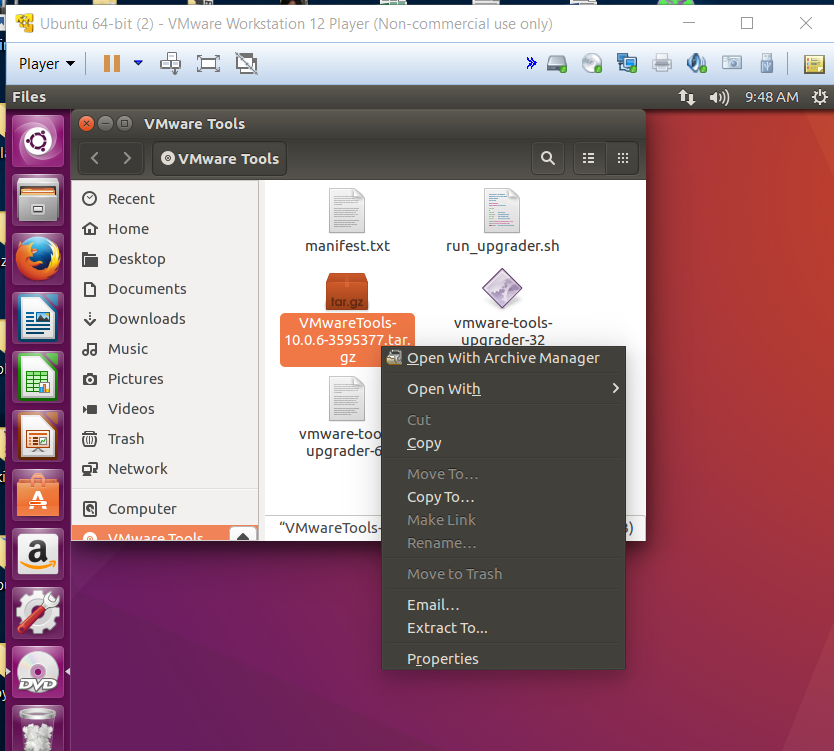 Ubuntu 64-bit (2) - VMware Workstation 12 Player (Non-commercial use only)
Player
Files
9:48 AM
VMware Tools
VMware Tools
Recent
Home
Desktop
Documents
Downloads
Music
Pictures
Videos
Trash
Network
Computer
VMware Tools
manifest.txt
run_upgrader.sh
tar.gz
VMwareTools-
10.0.6-3595377.tar.
gz
vmware-tools-
upgrader-32
vmware-too
upgrader-6
"VMwareTools-
3)
Open With Archive Manager
Open With
Cut
Copy
Move To...
Copy To...
Make Link
Rename...
Move to Trash
Email...
Extract To...
Properties
A
a
DVD